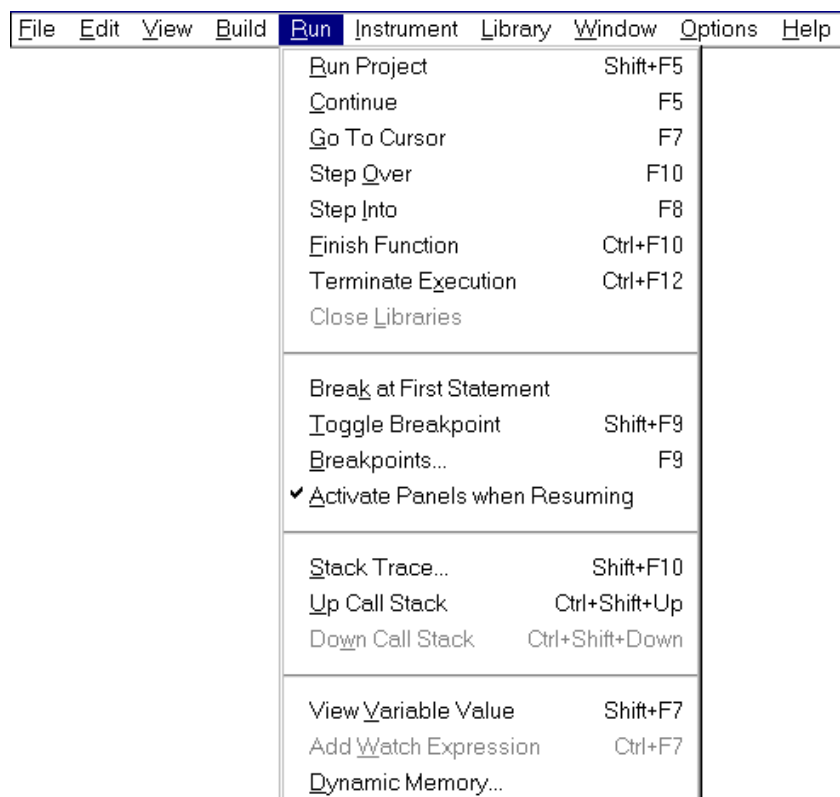 File Edit View Build Run Instrument Library Window Options Help
Run Project Shift+F5
Continue F5
Go To Cursor F7
Step Over F10
Step Into F8
Finish Function Ctrl+F10
Terminate Execution Ctrl+F12
Close Libraries
Break at First Statement
Toggle Breakpoint Shift+F9
Breakpoints... F9
Activate Panels when Resuming
Stack Trace... Shift+F10
Up Call Stack Ctrl+Shift+Up
Down Call Stack Ctrl+Shift+Down
View Variable Value Shift+F7
Add Watch Expression Ctrl+F7
Dynamic Memory...